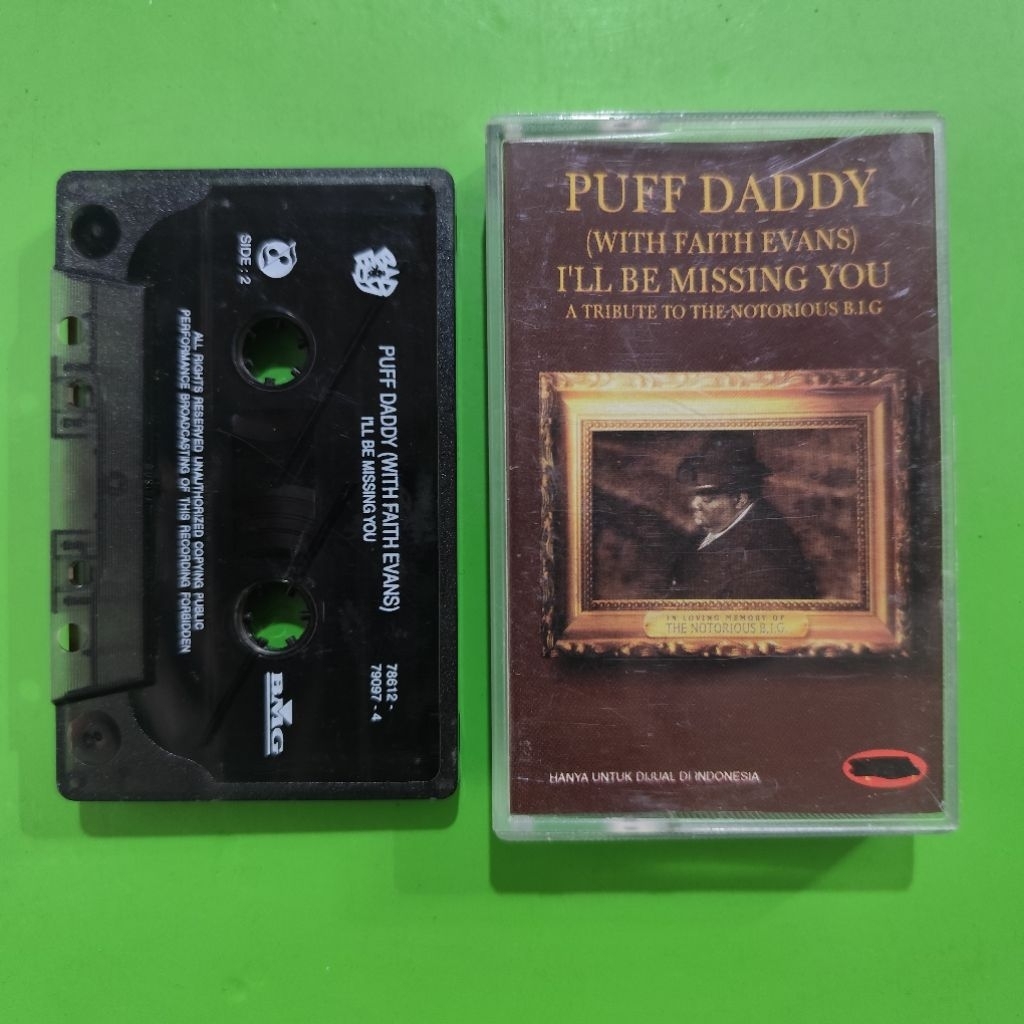 SIDE : 2
PUFF DADDY (WITH FAITH EVANS)
I'LL BE MISSING YOU
78612 -
79097 - 4
BMG
ALL RIGHTS RESERVED UNAUTHORIZED COPYING PUBLIC
PERFORMANCE BROADCASTING OF THIS RECORDING FORBIDDEN
PUFF DADDY
(WITH FAITH EVANS)
I'LL BE MISSING YOU
A TRIBUTE TO THE NOTORIOUS B.I.G
IN LOVING MEMORY OF
THE NOTORIOUS B.I.G.
HANYA UNTUK DIJUAL DI INDONESIA